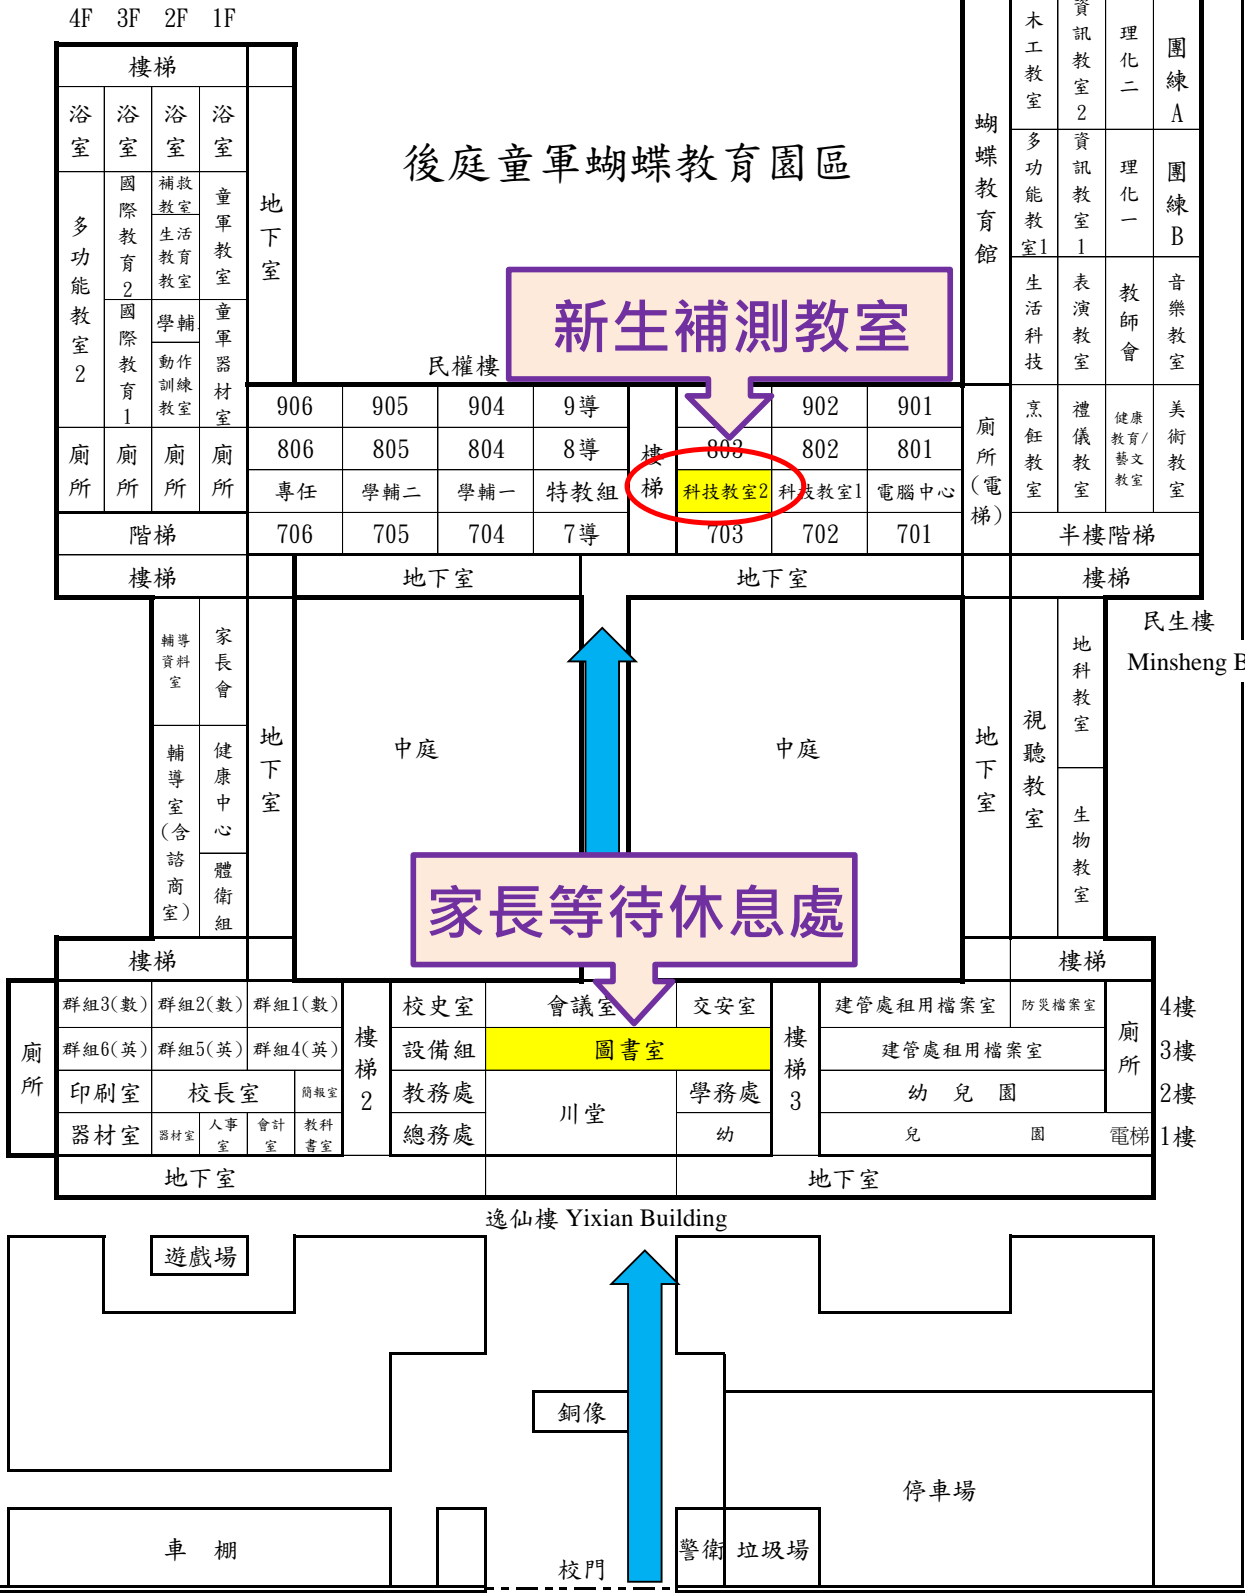 4F 3F 2F 1F
樓梯
浴室 浴室 浴室 浴室
多功能教室2
國際教育2
國際教育1
補救教室
生活教育教室
學輔
動作訓練教室
童軍教室
童軍器材室
地下室
廁所 廁所 廁所 廁所
階梯
樓梯
後庭童軍蝴蝶教育園區
蝴蝶教育館
木工教室
資訊教室2
理化二
團練A
多功能教室1
資訊教室1
理化一
團練B
生活科技
表演教室
教師會
音樂教室
烹飪教室
禮儀教室
健康教育/藝文教室
美術教室
新生補測教室
民權樓
906 905 904 9導 902 901
806 805 804 8導 803 802 801
專任 學輔二 學輔一 特教組 科技教室2 科技教室1 電腦中心
706 705 704 7導 703 702 701
樓梯
廁所(電梯)
半樓階梯
地下室 地下室
樓梯
民生樓
Minsheng B
輔導資料室
家長會
輔導室(含諮商室)
健康中心
體衛組
地下室
中庭
中庭
地下室
視聽教室
地科教室
生物教室
家長等待休息處
樓梯
樓梯
廁所
群組3(數) 群組2(數) 群組1(數)
群組6(英) 群組5(英) 群組4(英)
印刷室 校長室 簡報室
器材室 器材室 人事室 會計室 教科書室
樓梯2
校史室 會議室 交安室
設備組 圖書室
教務處 川堂 學務處
總務處 幼
樓梯3
建管處租用檔案室 防災檔案室
建管處租用檔案室
幼兒園
兒園 電梯
廁所
4樓
3樓
2樓
1樓
地下室 地下室
逸仙樓 Yixian Building
遊戲場
銅像
停車場
車棚
校門
警衛
垃圾場